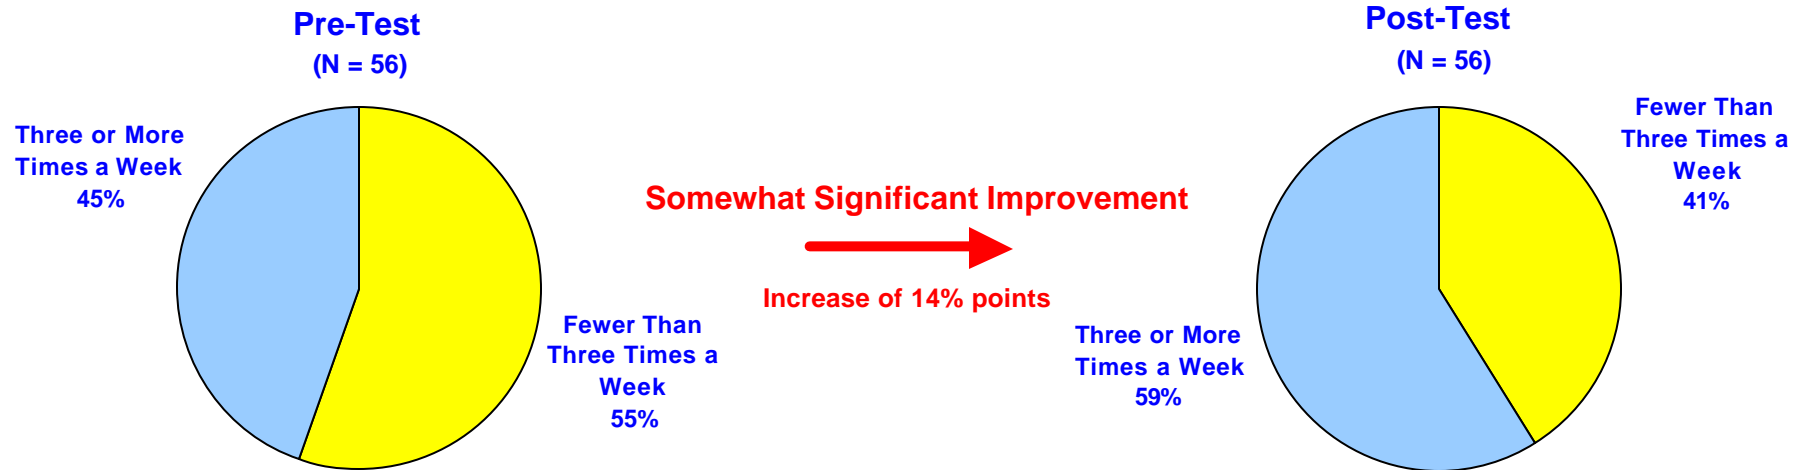 Pre-Test
(N = 56)
Three or More
Times a Week
45%
Fewer Than
Three Times a
Week
55%
Somewhat Significant Improvement
Increase of 14% points
Post-Test
(N = 56)
Fewer Than
Three Times a
Week
41%
Three or More
Times a Week
59%